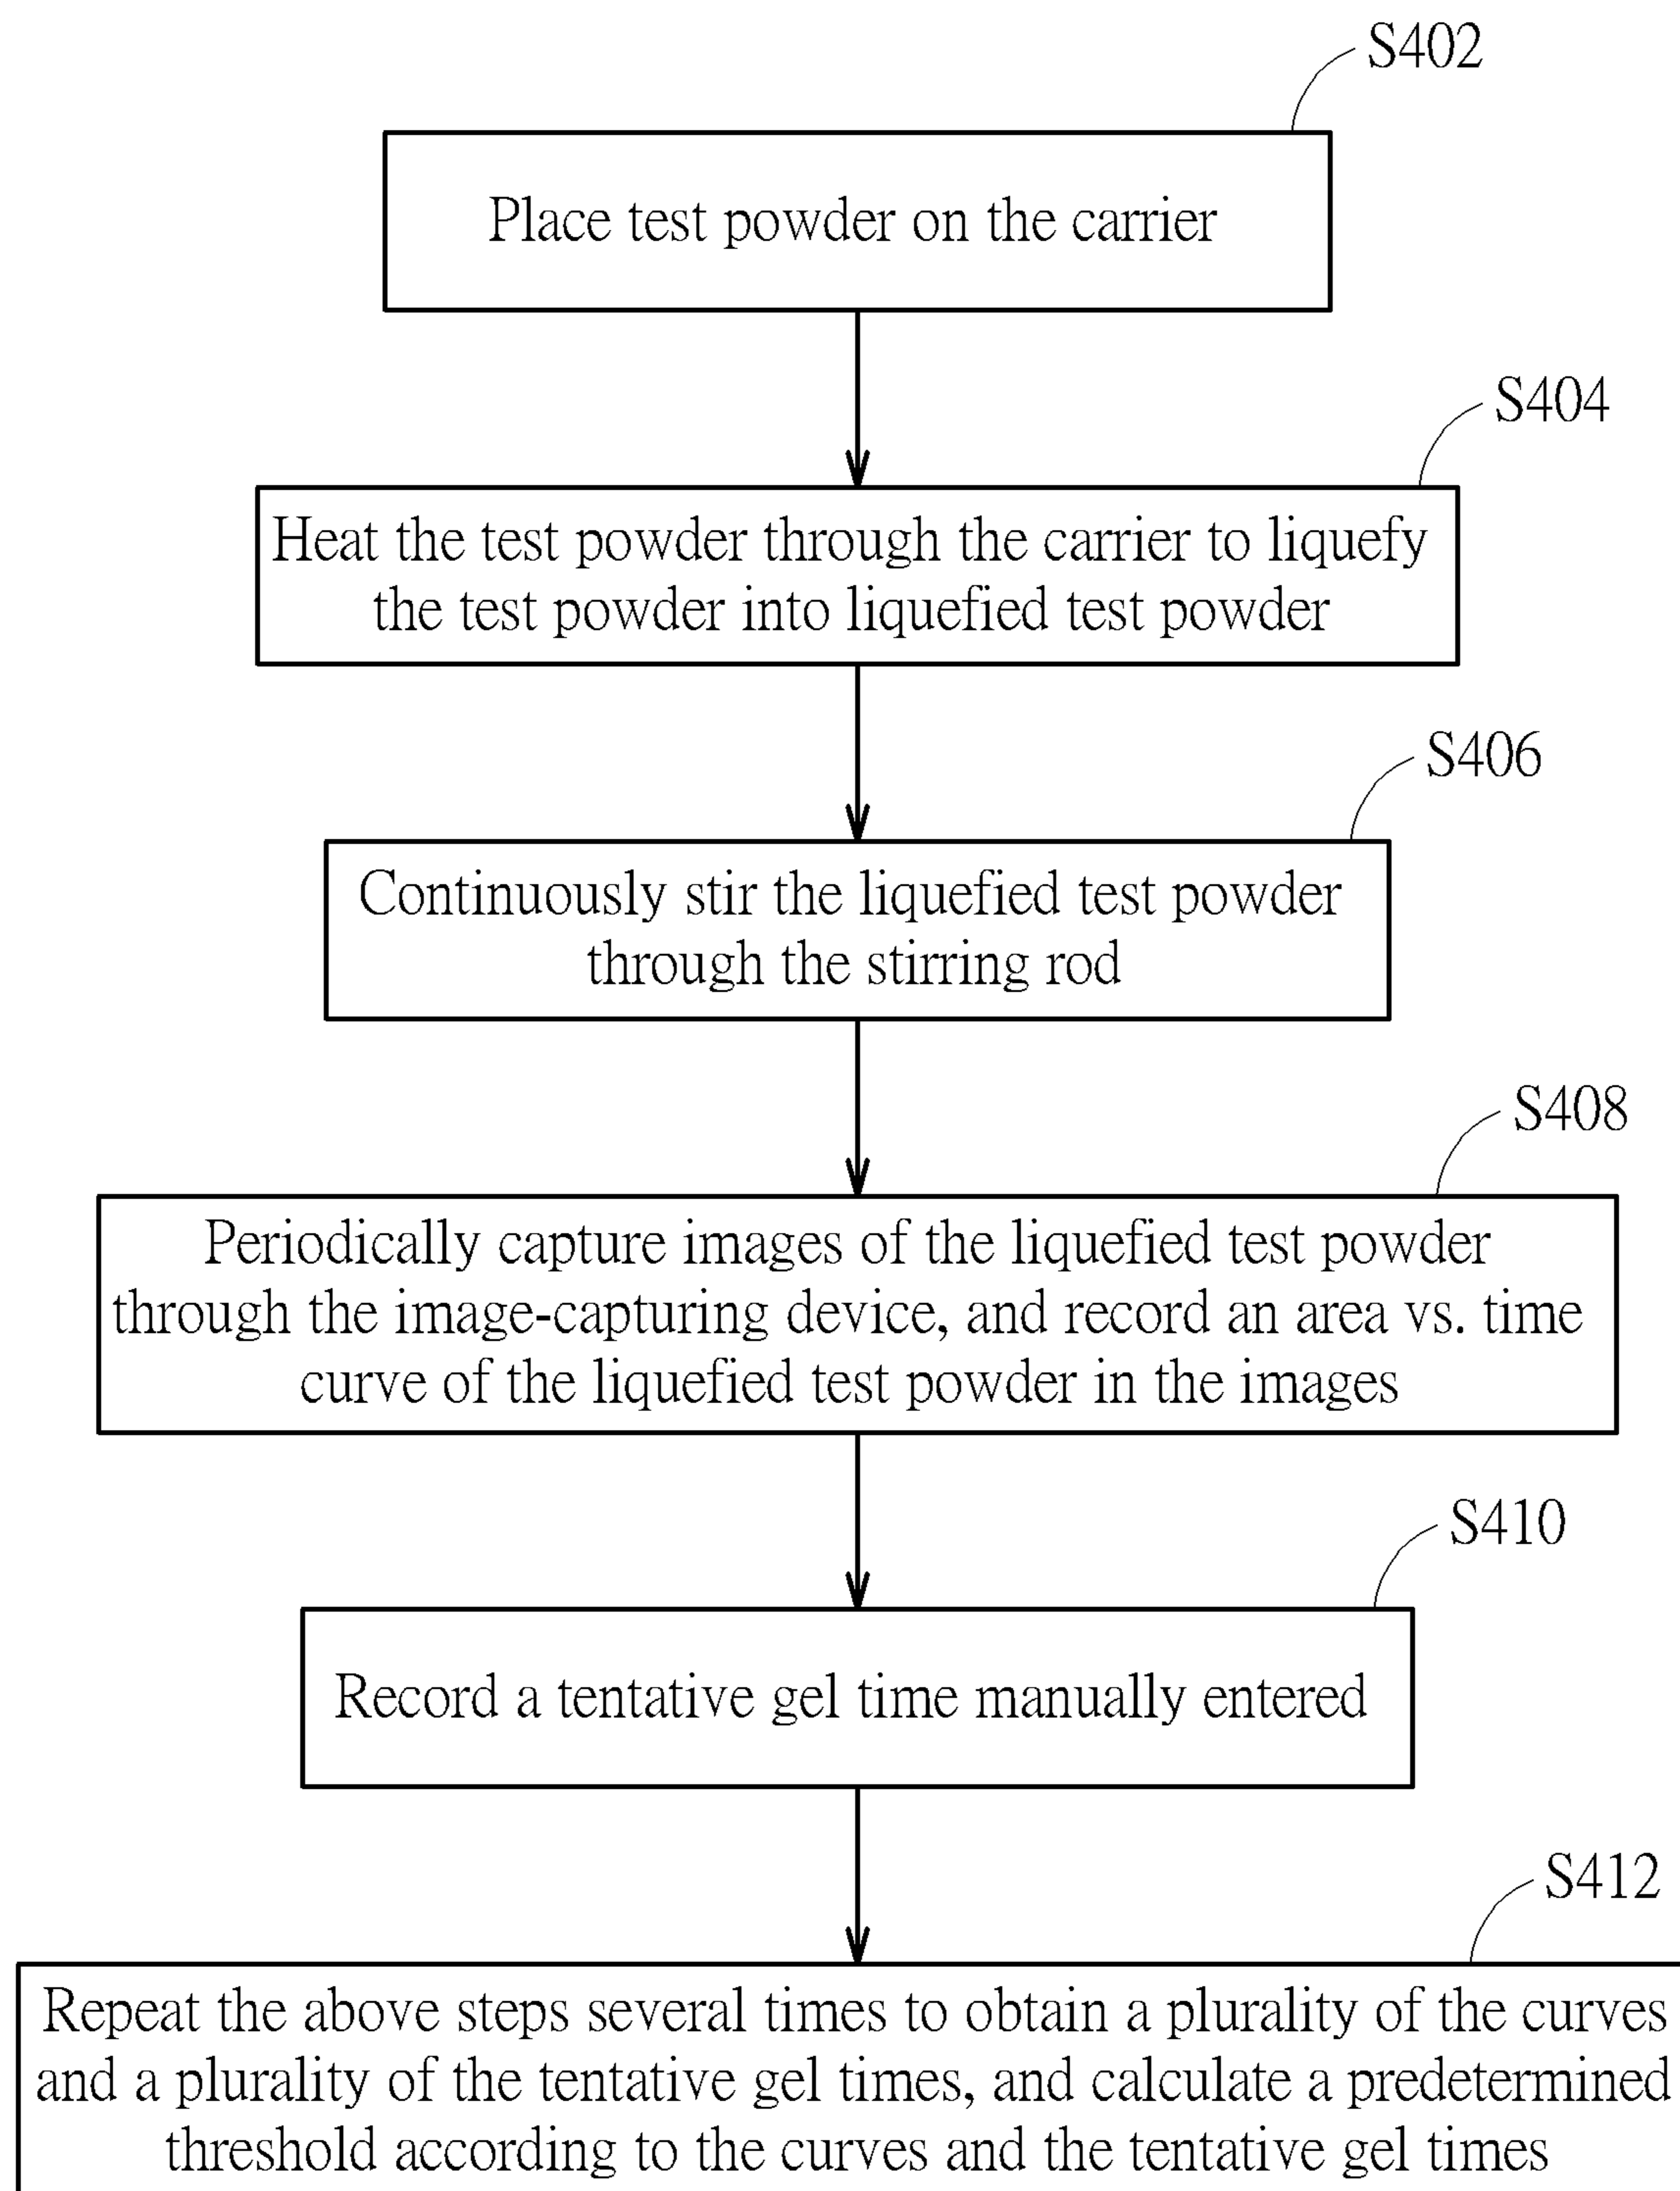 S402
Place test powder on the carrier
S404
Heat the test powder through the carrier to liquefy
the test powder into liquefied test powder
S406
Continuously stir the liquefied test powder
through the stirring rod
S408
Periodically capture images of the liquefied test powder
through the image-capturing device, and record an area vs. time
curve of the liquefied test powder in the images
S410
Record a tentative gel time manually entered
S412
Repeat the above steps several times to obtain a plurality of the curves
and a plurality of the tentative gel times, and calculate a predetermined
threshold according to the curves and the tentative gel times